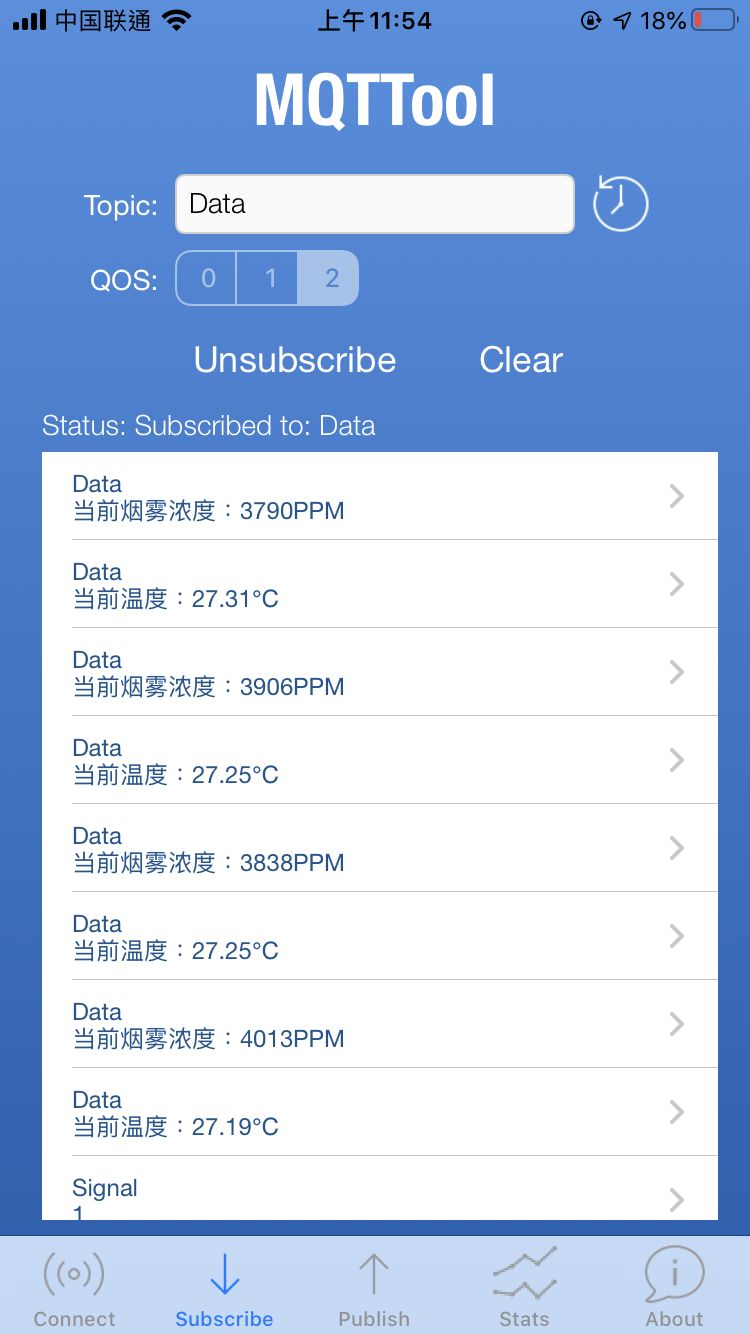 中国联通 上午11:54 18%
MQTTool
Topic: Data
QOS: 0 1 2
Unsubscribe Clear
Status: Subscribed to: Data
Data
当前烟雾浓度：3790PPM
Data
当前温度：27.31°C
Data
当前烟雾浓度：3906PPM
Data
当前温度：27.25°C
Data
当前烟雾浓度：3838PPM
Data
当前温度：27.25°C
Data
当前烟雾浓度：4013PPM
Data
当前温度：27.19°C
Signal
1
Connect Subscribe Publish Stats About